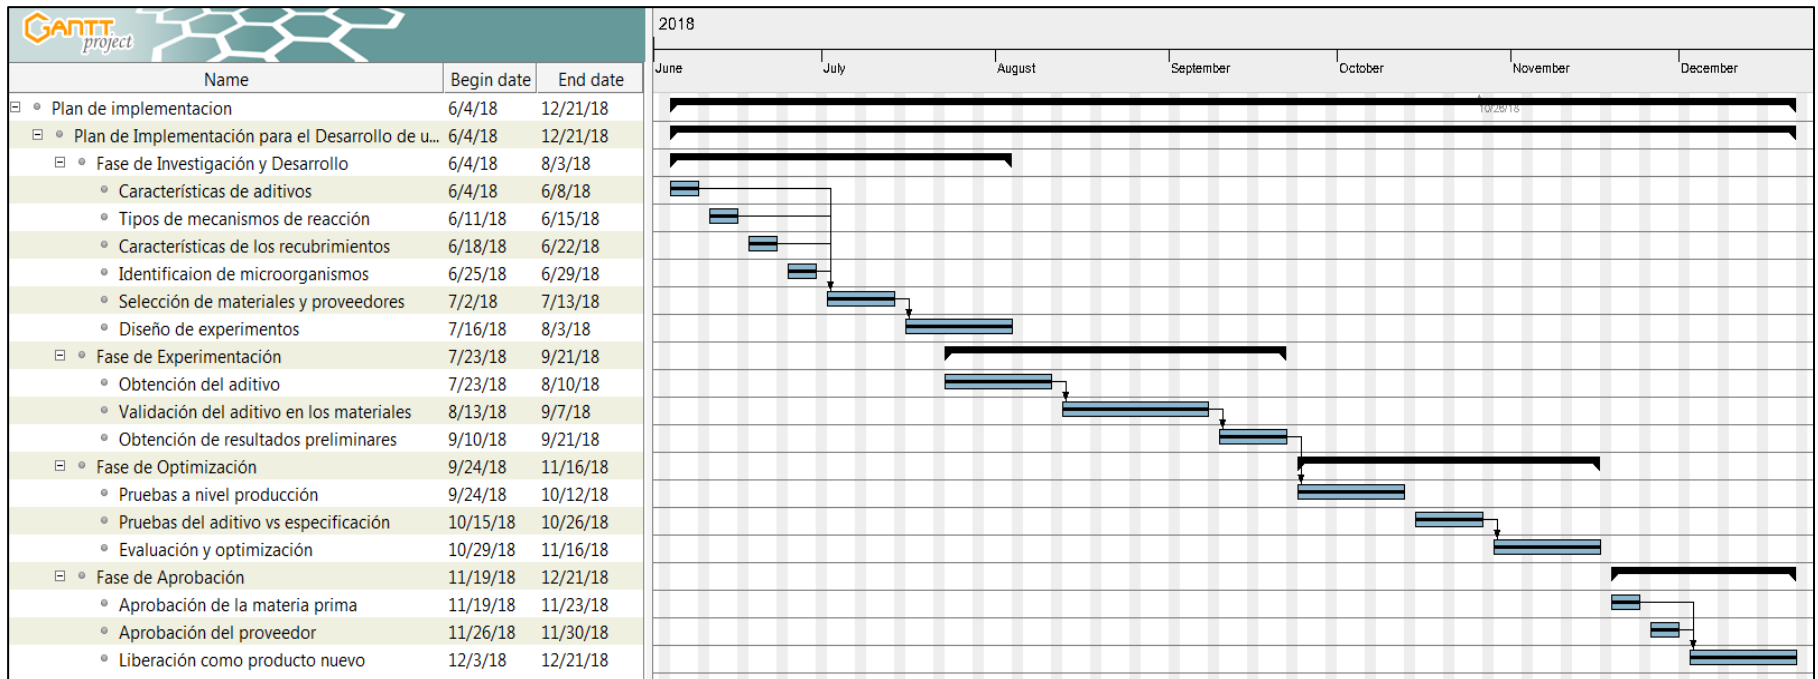 GANTT
project
2018
June July August September October November December
Name Begin date End date
Plan de implementacion 6/4/18 12/21/18
10/26/18
Plan de Implementación para el Desarrollo de u... 6/4/18 12/21/18
Fase de Investigación y Desarrollo 6/4/18 8/3/18
Características de aditivos 6/4/18 6/8/18
Tipos de mecanismos de reacción 6/11/18 6/15/18
Características de los recubrimientos 6/18/18 6/22/18
Identificaion de microorganismos 6/25/18 6/29/18
Selección de materiales y proveedores 7/2/18 7/13/18
Diseño de experimentos 7/16/18 8/3/18
Fase de Experimentación 7/23/18 9/21/18
Obtención del aditivo 7/23/18 8/10/18
Validación del aditivo en los materiales 8/13/18 9/7/18
Obtención de resultados preliminares 9/10/18 9/21/18
Fase de Optimización 9/24/18 11/16/18
Pruebas a nivel producción 9/24/18 10/12/18
Pruebas del aditivo vs especificación 10/15/18 10/26/18
Evaluación y optimización 10/29/18 11/16/18
Fase de Aprobación 11/19/18 12/21/18
Aprobación de la materia prima 11/19/18 11/23/18
Aprobación del proveedor 11/26/18 11/30/18
Liberación como producto nuevo 12/3/18 12/21/18